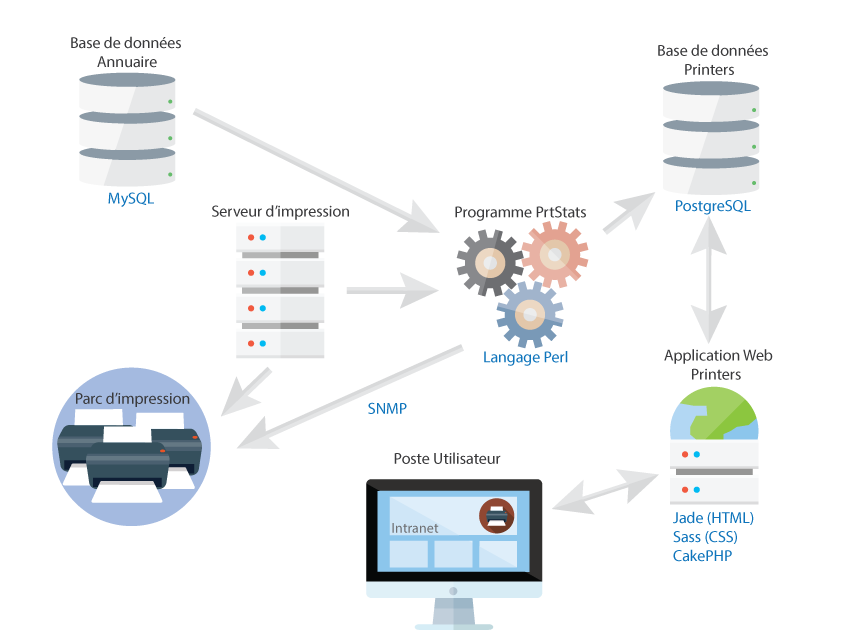 Base de données
Annuaire
MySQL
Base de données
Printers
PostgreSQL
Serveur d’impression
Programme PrtStats
Langage Perl
Application Web
Printers
Parc d’impression
SNMP
Poste Utilisateur
Intranet
Jade (HTML)
Sass (CSS)
CakePHP